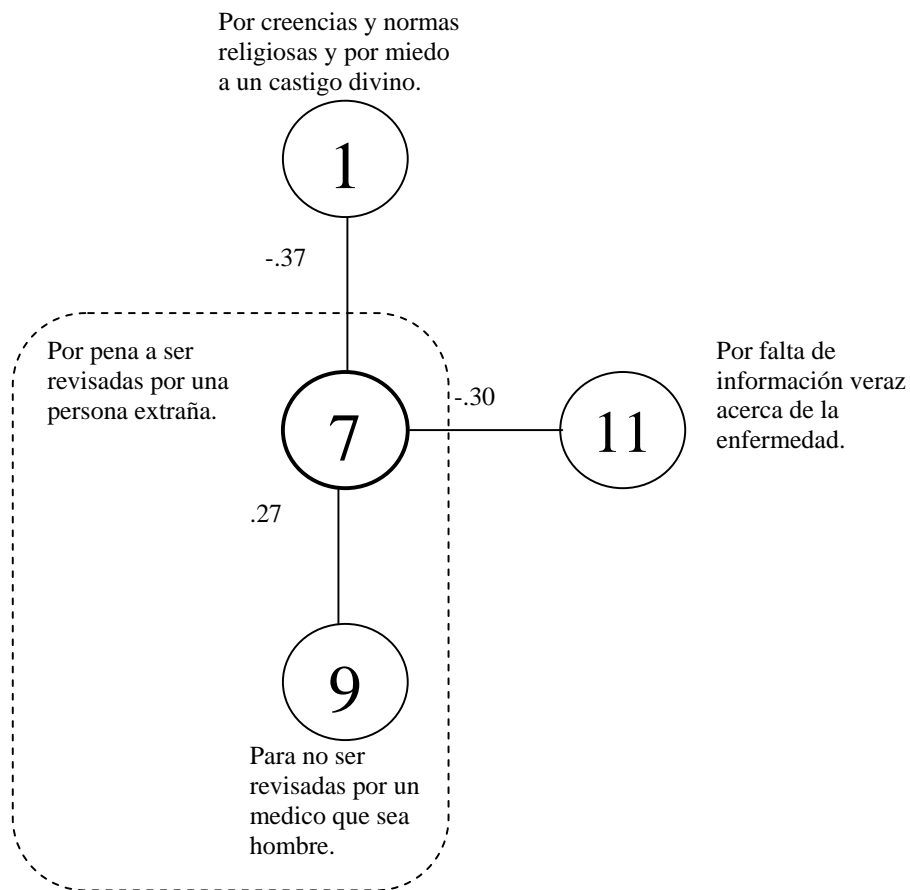 Por creencias y normas
religiosas y por miedo
a un castigo divino.
1
-.37
Por pena a ser
revisadas por una
persona extraña.
7
-.30
11
Por falta de
información veraz
acerca de la
enfermedad.
.27
9
Para no ser
revisadas por un
medico que sea
hombre.